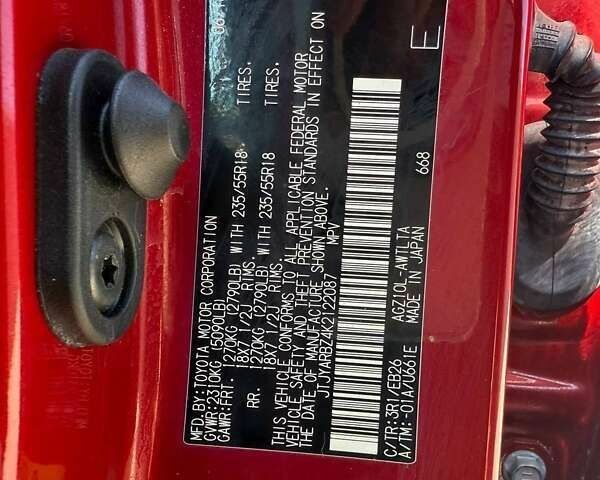 MFD.BY:TOYOTA MOTOR CORPORATION
GVWR:2310KG (5090LB)
GAWR:FRT. 1270KG (2790LB) WITH 235/55R18 TIRES.
18X7 1/2J RIMS.
RR. 1270KG (2790LB) WITH 235/55R18 TIRES.
18X7 1/2J RIMS.
THIS VEHICLE CONFORMS TO ALL APPLICABLE FEDERAL MOTOR
VEHICLE SAFETY AND THEFT PREVENTION STANDARDS IN EFFECT ON
THE DATE OF MANUFACTURE SHOWN ABOVE.
JTJYARBZ4K2122087 MPV
C/TR:3R1/EB26 AGZ10L-AWTLTA
A/TM:-01A/U661E MADE IN JAPAN 668
E